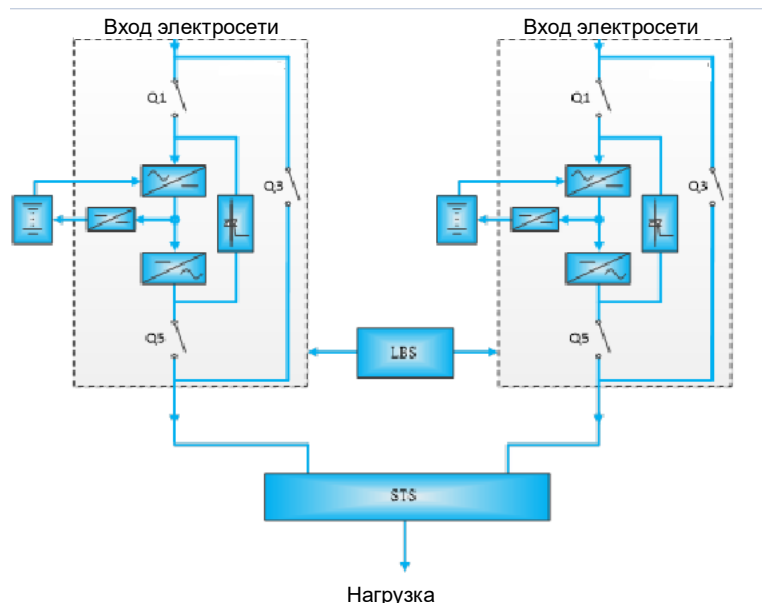 Вход электросети
Вход электросети
Q1
Q1
Q3
Q3
Q5
Q5
LBS
STS
Нагрузка